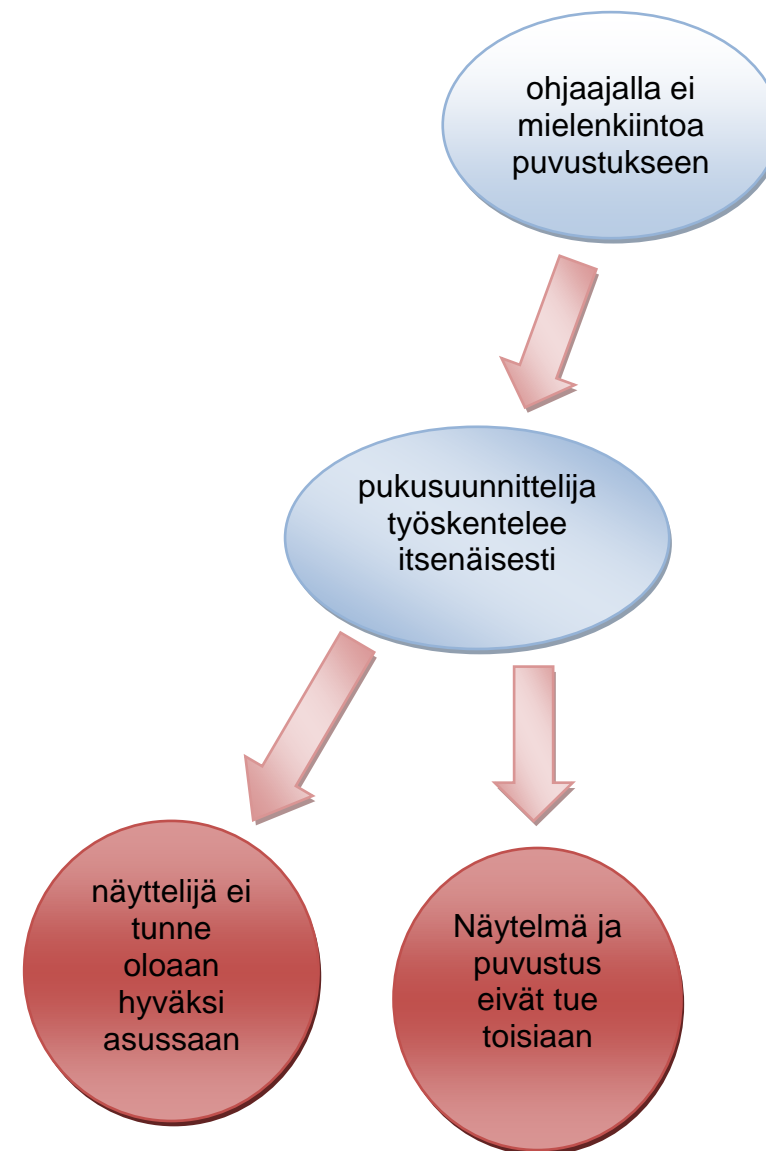 ohjaajalla ei
mielenkiintoa
puvustukseen
pukusuunnittelija
työskentelee
itsenäisesti
näyttelijä ei
tunne
oloaan
hyväksi
asussaan
Näytelmä ja
puvustus
eivät tue
toisiaan